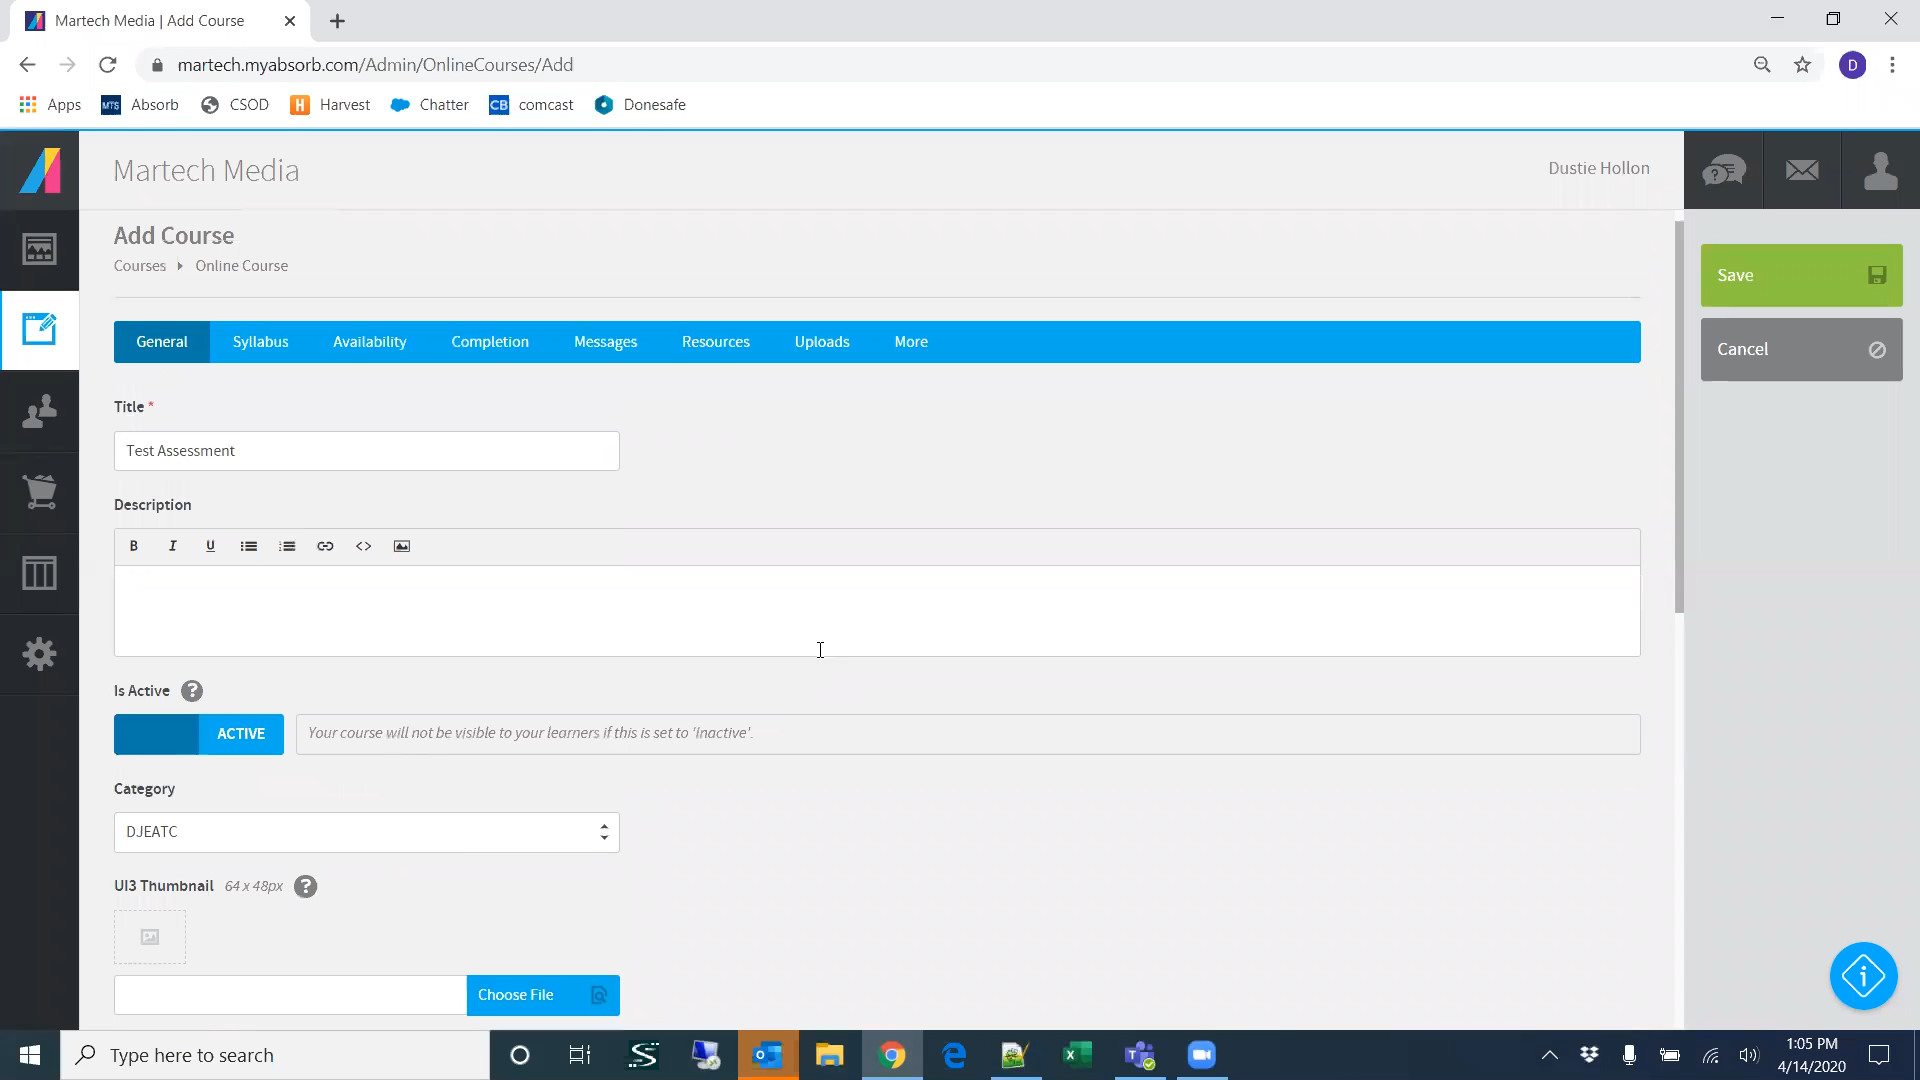 Martech Media | Add Course
martech.myabsorb.com/Admin/OnlineCourses/Add
D
Apps
MTS Absorb
CSOD
H Harvest
Chatter
CB comcast
Donesafe
Martech Media
Dustie Hollon
Add Course
Courses Online Course
Save
Cancel
General Syllabus Availability Completion Messages Resources Uploads More
Title *
Test Assessment
Description
B I U
Is Active ?
ACTIVE
Your course will not be visible to your learners if this is set to 'Inactive'.
Category
DJEATC
UI3 Thumbnail 64 x 48px ?
Choose File
Type here to search
1:05 PM
4/14/2020